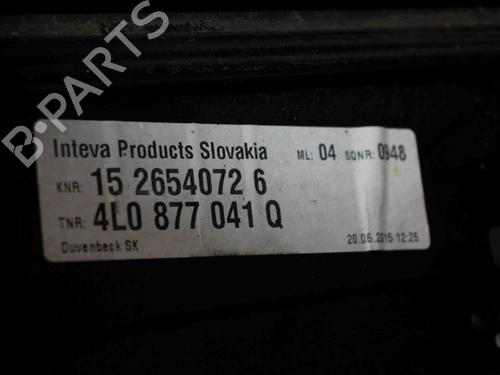 B-PARTS
Inteva Products Slovakia ML: 04 SQNR: 0948
KNR: 15 2654072 6
TNR: 4L0 877 041 Q
Duvenbeck SK 20.06.2015 12:25